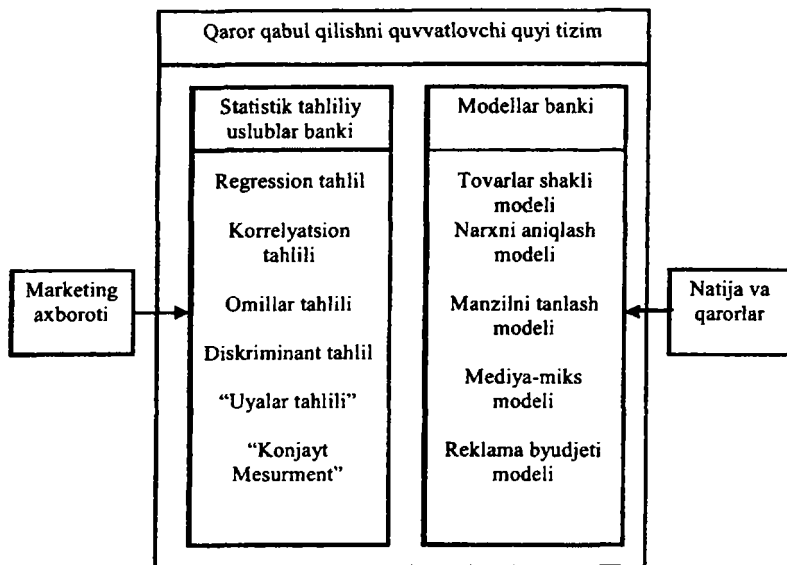 Qaror qabul qilishni quvvatlovchi quyi tizim
Statistik tahliliy
uslublar banki
Regression tahlil
Korrelyatsion
tahlili
Omillar tahlili
Diskriminant tahlil
“Uyalar tahlili”
“Konjayt
Mesurment”
Modellar banki
Tovarlar shakli
modeli
Narxni aniqlash
modeli
Manzilni tanlash
modeli
Mediya-miks
modeli
Reklama byudjeti
modeli
Marketing
axboroti
Natija va
qarorlar